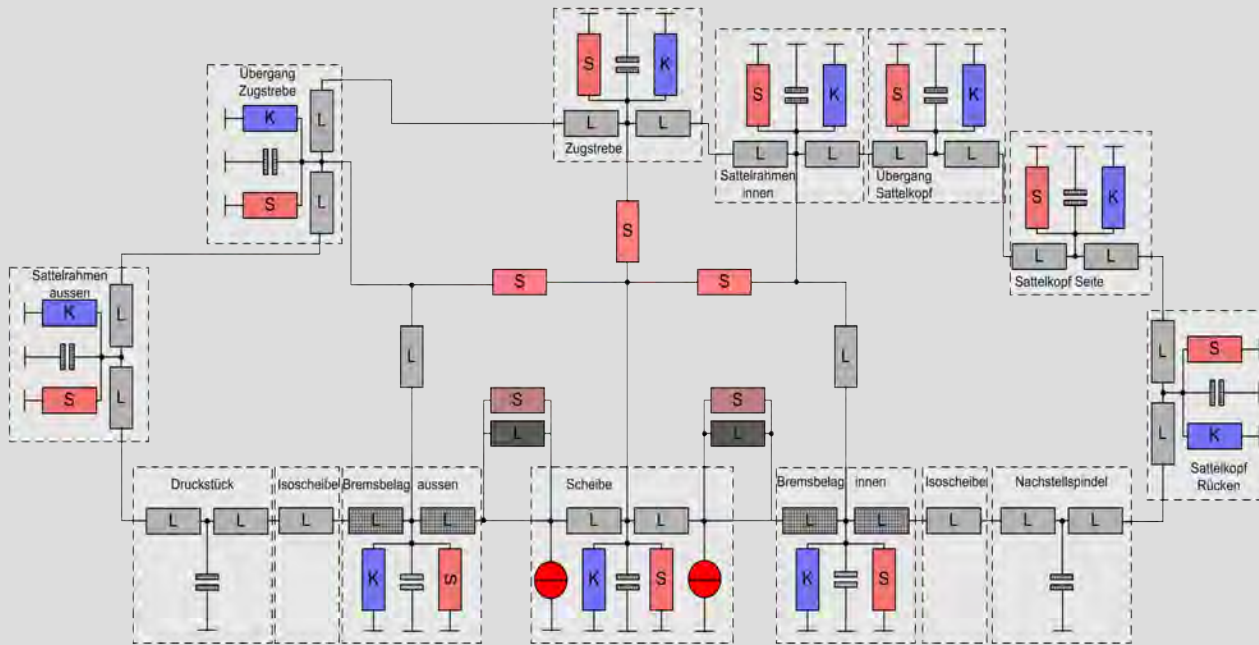 S
K
L
L
Zugstrebe
Übergang
Zugstrebe
K
L
S
L
S
K
L
L
Sattelrahmen
innen
S
K
L
L
Übergang
Sattelkopf
S
K
L
L
Sattelkopf Seite
S
S
S
Sattelrahmen
aussen
K
L
S
L
L
L
L
S
L
K
Sattelkopf
Rücken
S
L
S
L
Druckstück
L
L
Isoscheibe
L
Bremsbelag aussen
L
L
K
S
Scheibe
L
L
K
S
Bremsbelag innen
L
L
K
S
Isoscheibe
L
Nachstellspindel
L
L